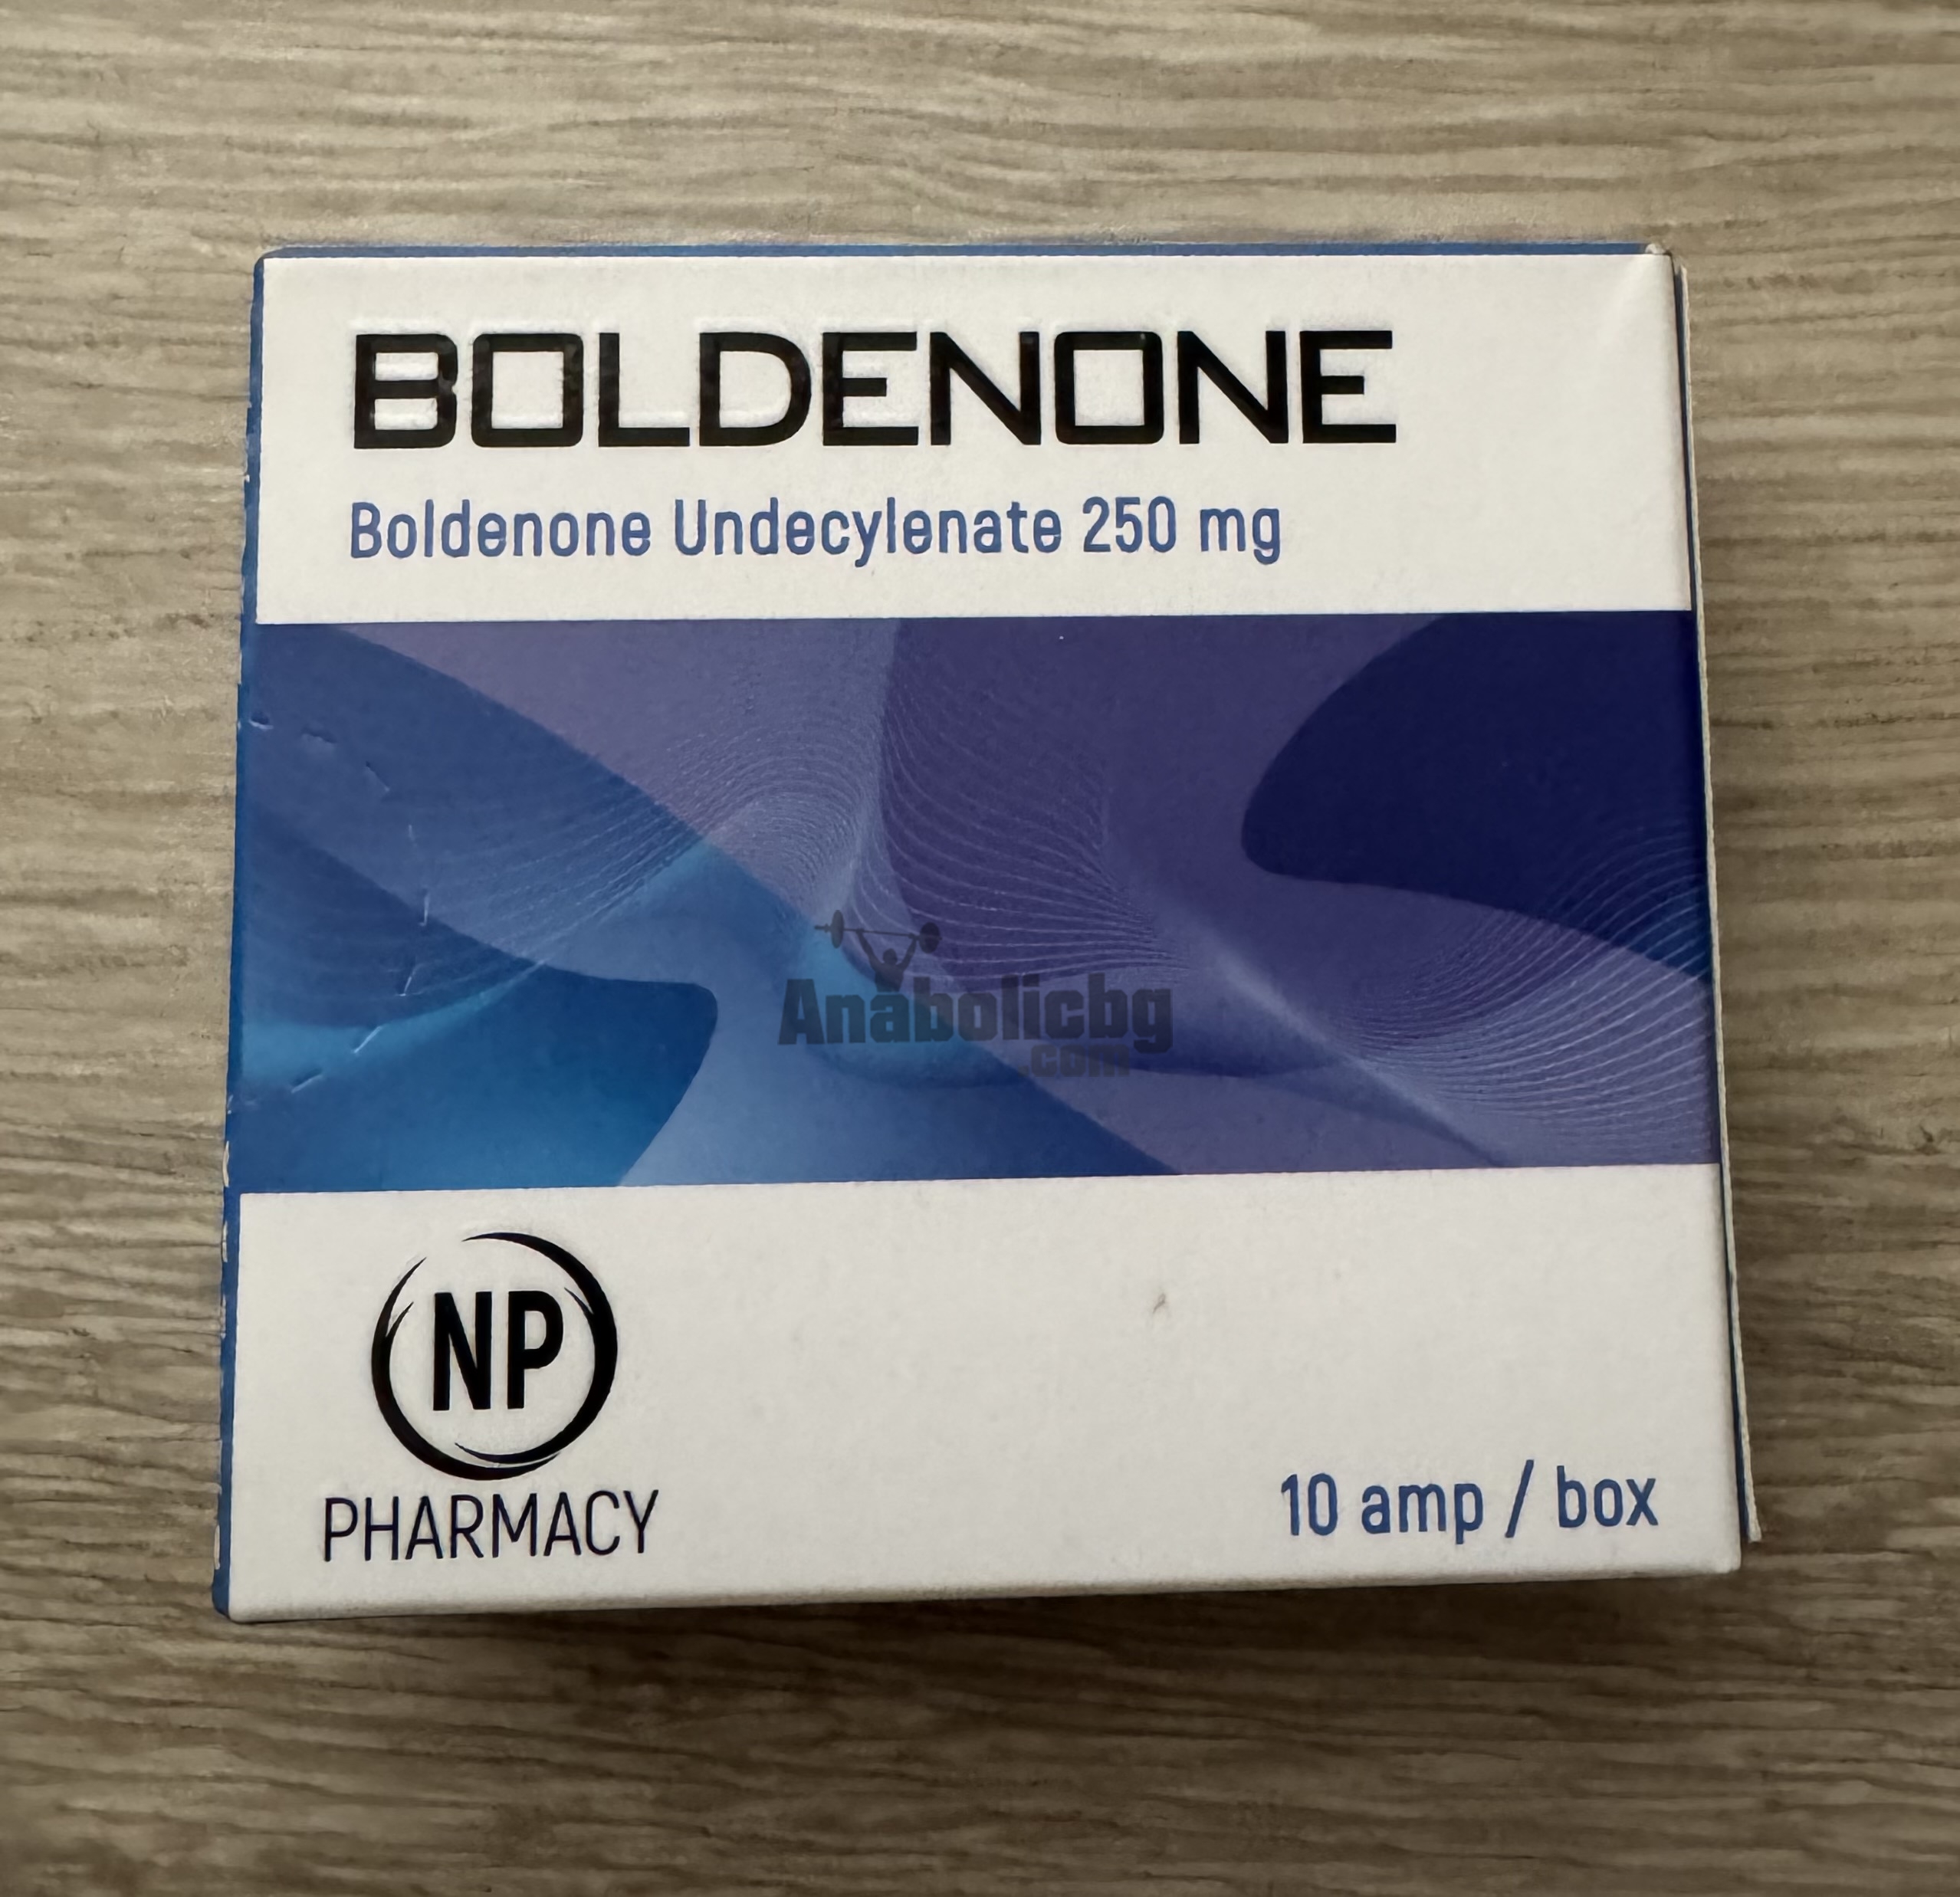 BOLDENONE
Boldenone Undecylenate 250 mg
Anabolicbg
.com
NP
PHARMACY
10 amp / box